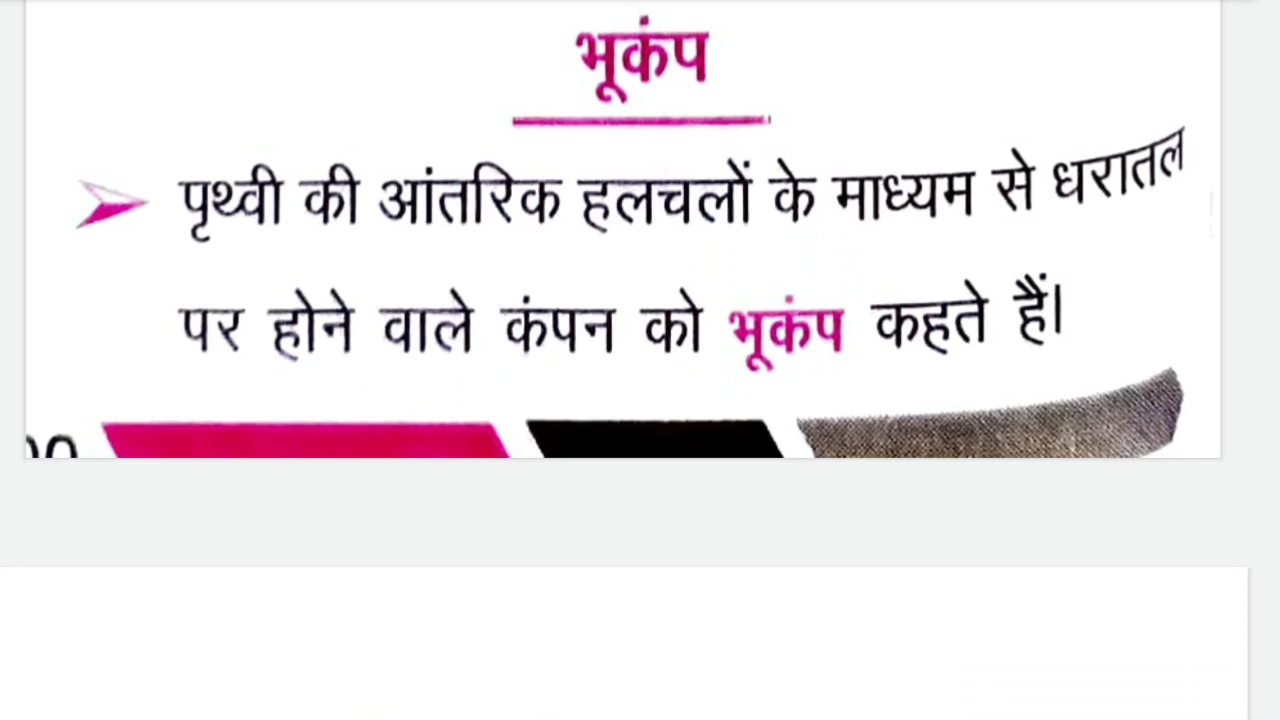 भूकंप
पृथ्वी की आंतरिक हलचलों के माध्यम से धरातल
पर होने वाले कंपन को भूकंप कहते हैं।